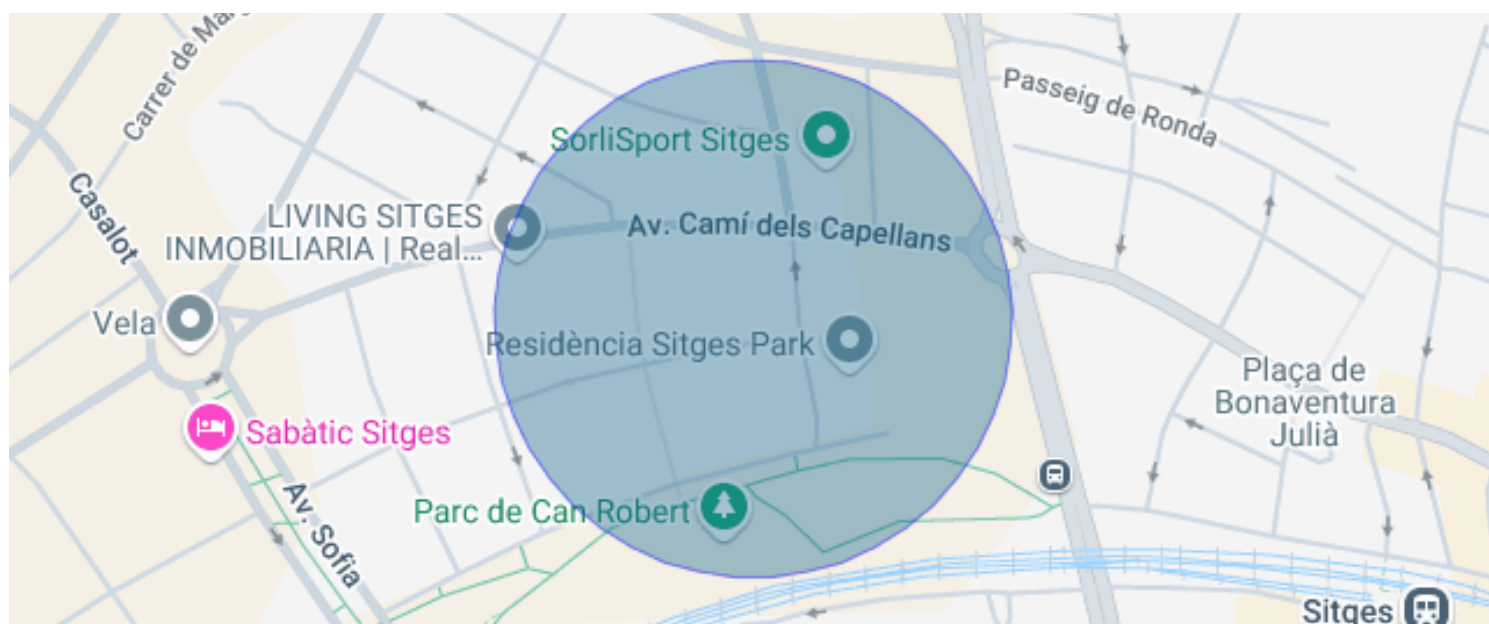 Carrer de Mar
Passeig de Ronda
SorliSport Sitges
Casalot
LIVING SITGES
INMOBILIARIA | Real...
Av. Camí dels Capellans
Vela
Residència Sitges Park
Plaça de
Bonaventura
Julià
Sabàtic Sitges
Av. Sofia
Parc de Can Robert
Sitges